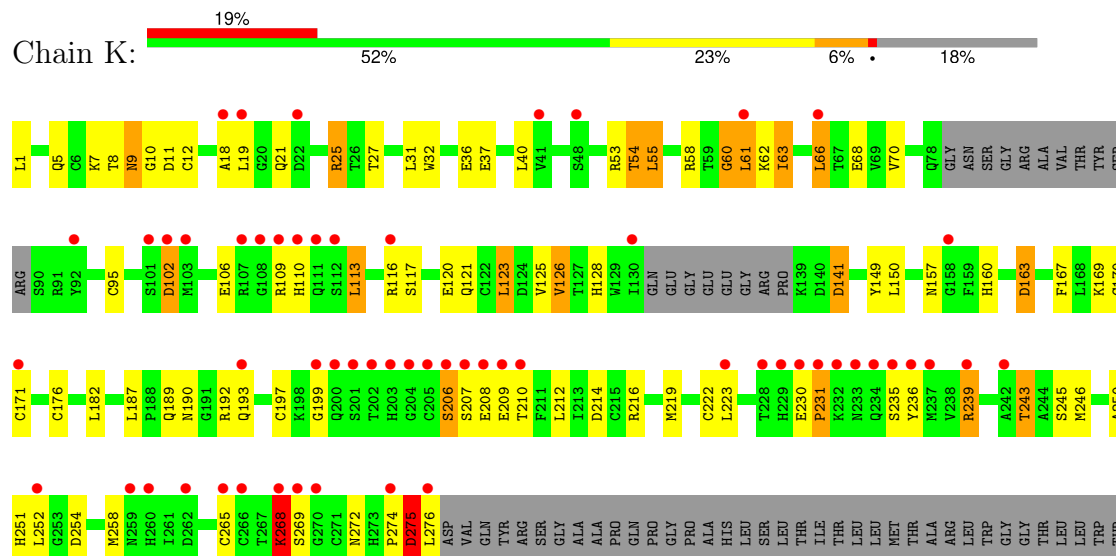 19%
Chain K:
52% 23% 6% • 18%
L1 Q5 C6 K7 T8 N9 G10 D11 C12 A18 L19 G20 Q21 D22 R25 T26 T27 L31 W32 E36 E37 L40 V41 S48 R53 T54 L55 R58 T59 G60 L61 K62 I63 L66 T67 E68 V69 V70 Q78 GLY ASN SER GLY ARG ALA VAL THR TYR
ARG S90 R91 Y92 C95 S101 D102 M103 E106 R107 G108 R109 H110 Q111 S112 L113 R116 S117 E120 Q121 C122 L123 D124 V125 V126 T127 H128 W129 I130 GLN GLU GLY GLU GLU GLY ARG PRO K139 D140 D141 Y149 L150 N157 G158 F159 H160 D163 F167 L168 K169
C171 C176 L182 L187 P188 Q189 N190 G191 R192 Q193 C197 K198 G199 Q200 S201 T202 H203 G204 C205 S206 S207 E208 E209 T210 F211 L212 I213 D214 C215 R216 M219 C222 L223 T228 H229 E230 P231 K232 N233 Q234 S235 Y236 M237 V238 R239 A242 T243 A244 S245 M246
H251 L252 G253 D254 M258 N259 H260 I261 D262 C265 C266 T267 K268 S269 G270 C271 N272 H273 P274 D275 L276 ASP VAL GLN TYR ARG SER GLY ALA ALA PRO GLN PRO GLY PRO ALA HIS LEU SER LEU THR ILE THR LEU LEU MET THR ALA ARG LEU TRP GLY GLY THR LEU LEU TRP